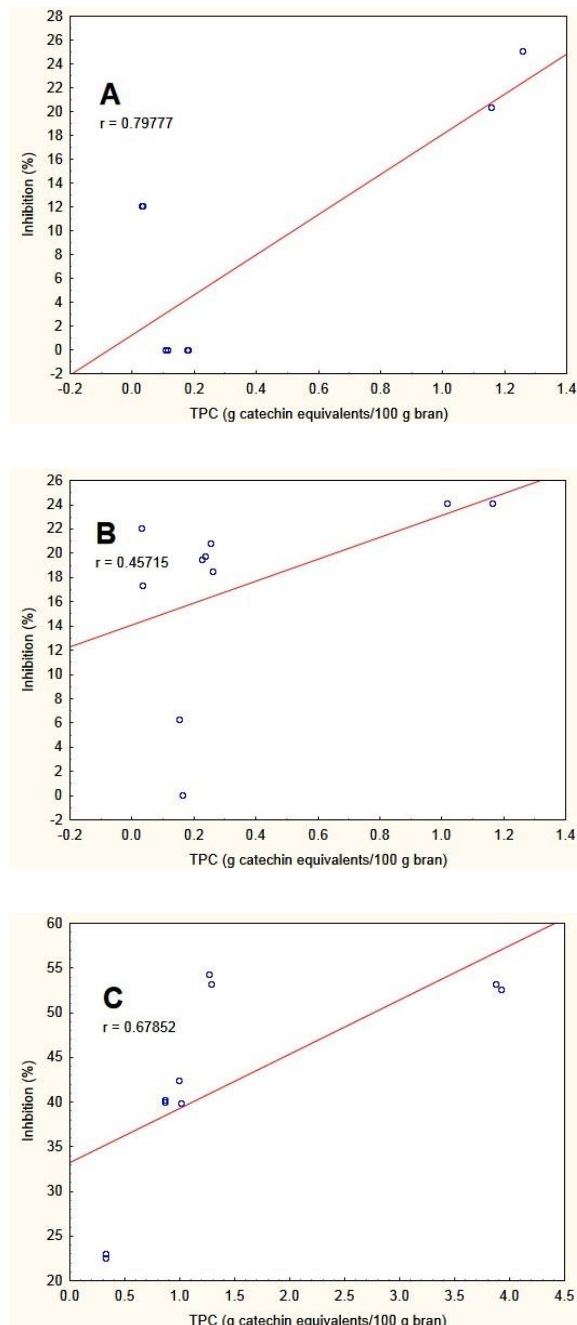 28
26
24
22
20
18
16
14
12
10
8
6
4
2
0
-2
Inhibition (%)
A
r = 0.79777
-0.2 0.0 0.2 0.4 0.6 0.8 1.0 1.2 1.4
TPC (g catechin equivalents/100 g bran)
26
24
22
20
18
16
14
12
10
8
6
4
2
0
-2
Inhibition (%)
B
r = 0.45715
-0.2 0.0 0.2 0.4 0.6 0.8 1.0 1.2 1.4
TPC (g catechin equivalents/100 g bran)
60
55
50
45
40
35
30
25
20
Inhbition (%)
C
r = 0.67852
0.0 0.5 1.0 1.5 2.0 2.5 3.0 3.5 4.0 4.5
TPC (g catechin equivalents/100 g bran)